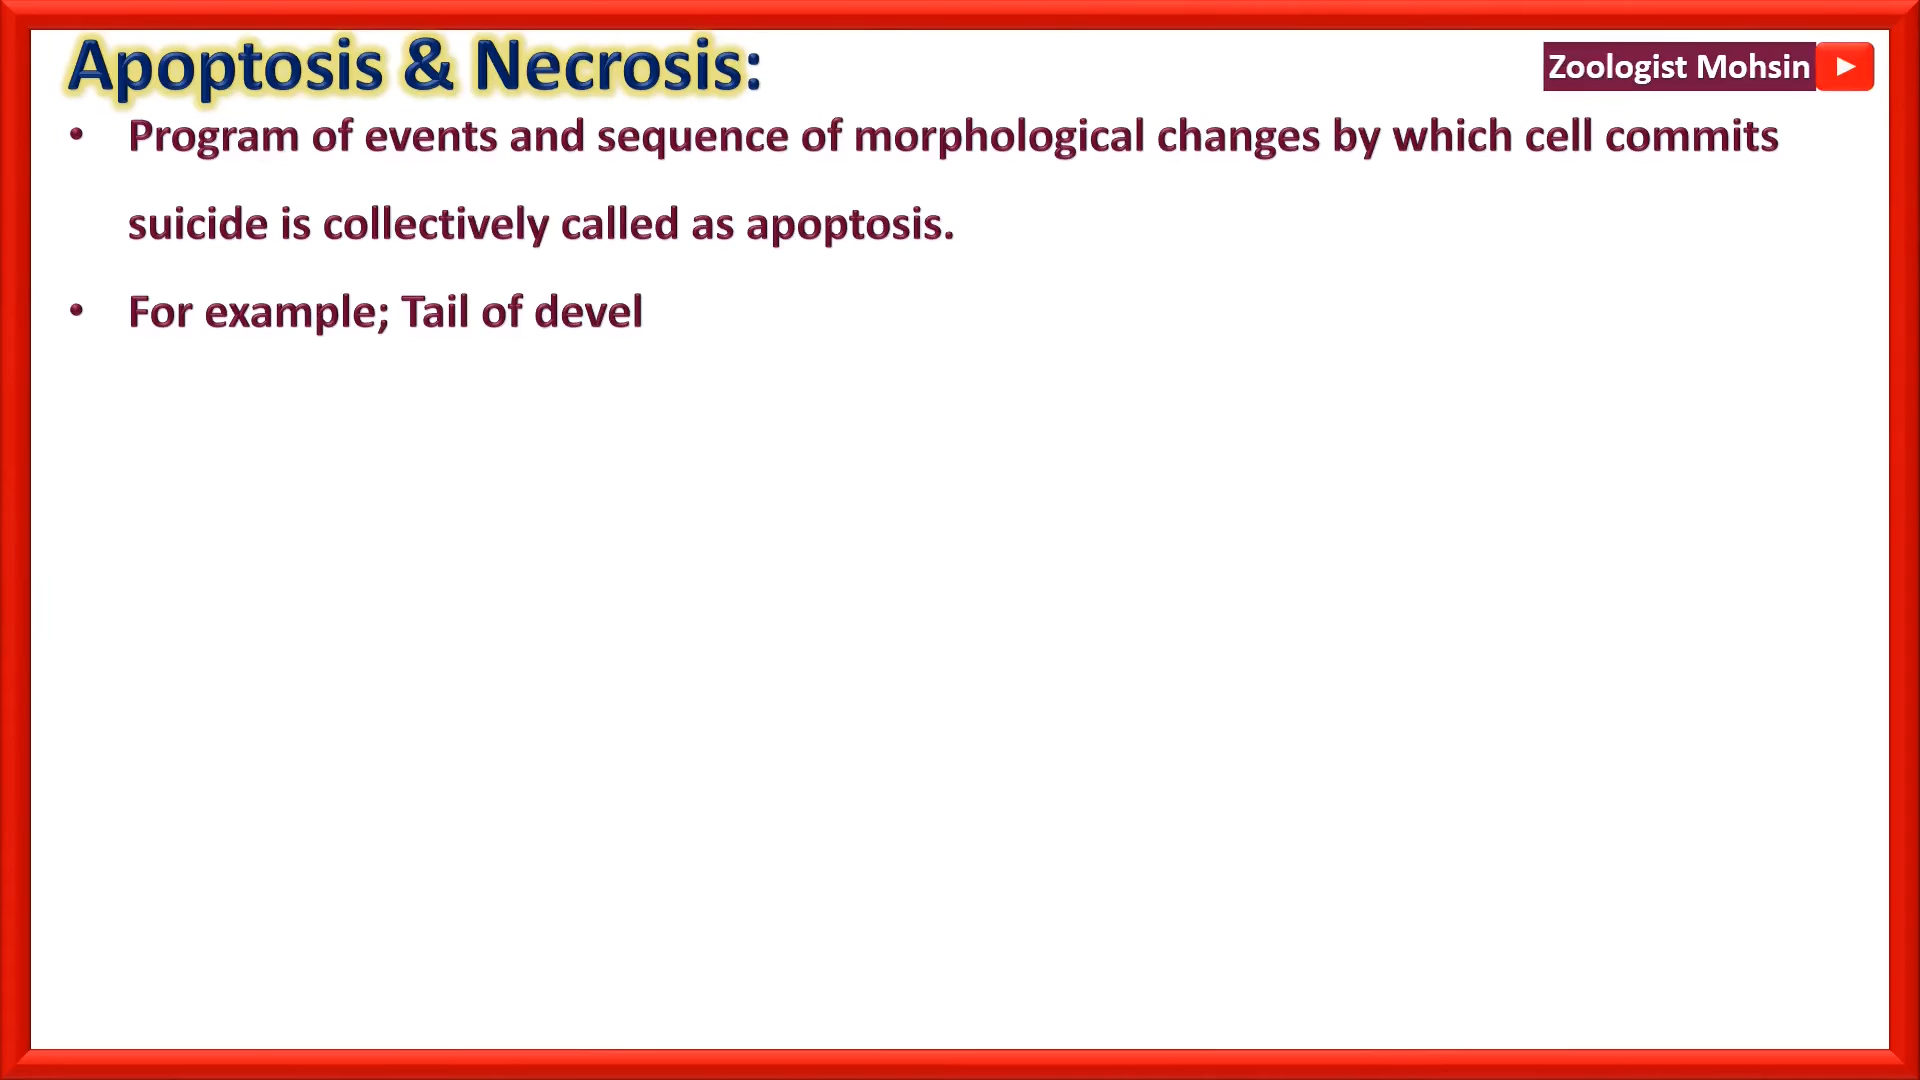 Apoptosis & Necrosis:
Zoologist Mohsin
• Program of events and sequence of morphological changes by which cell commits
suicide is collectively called as apoptosis.
• For example; Tail of devel